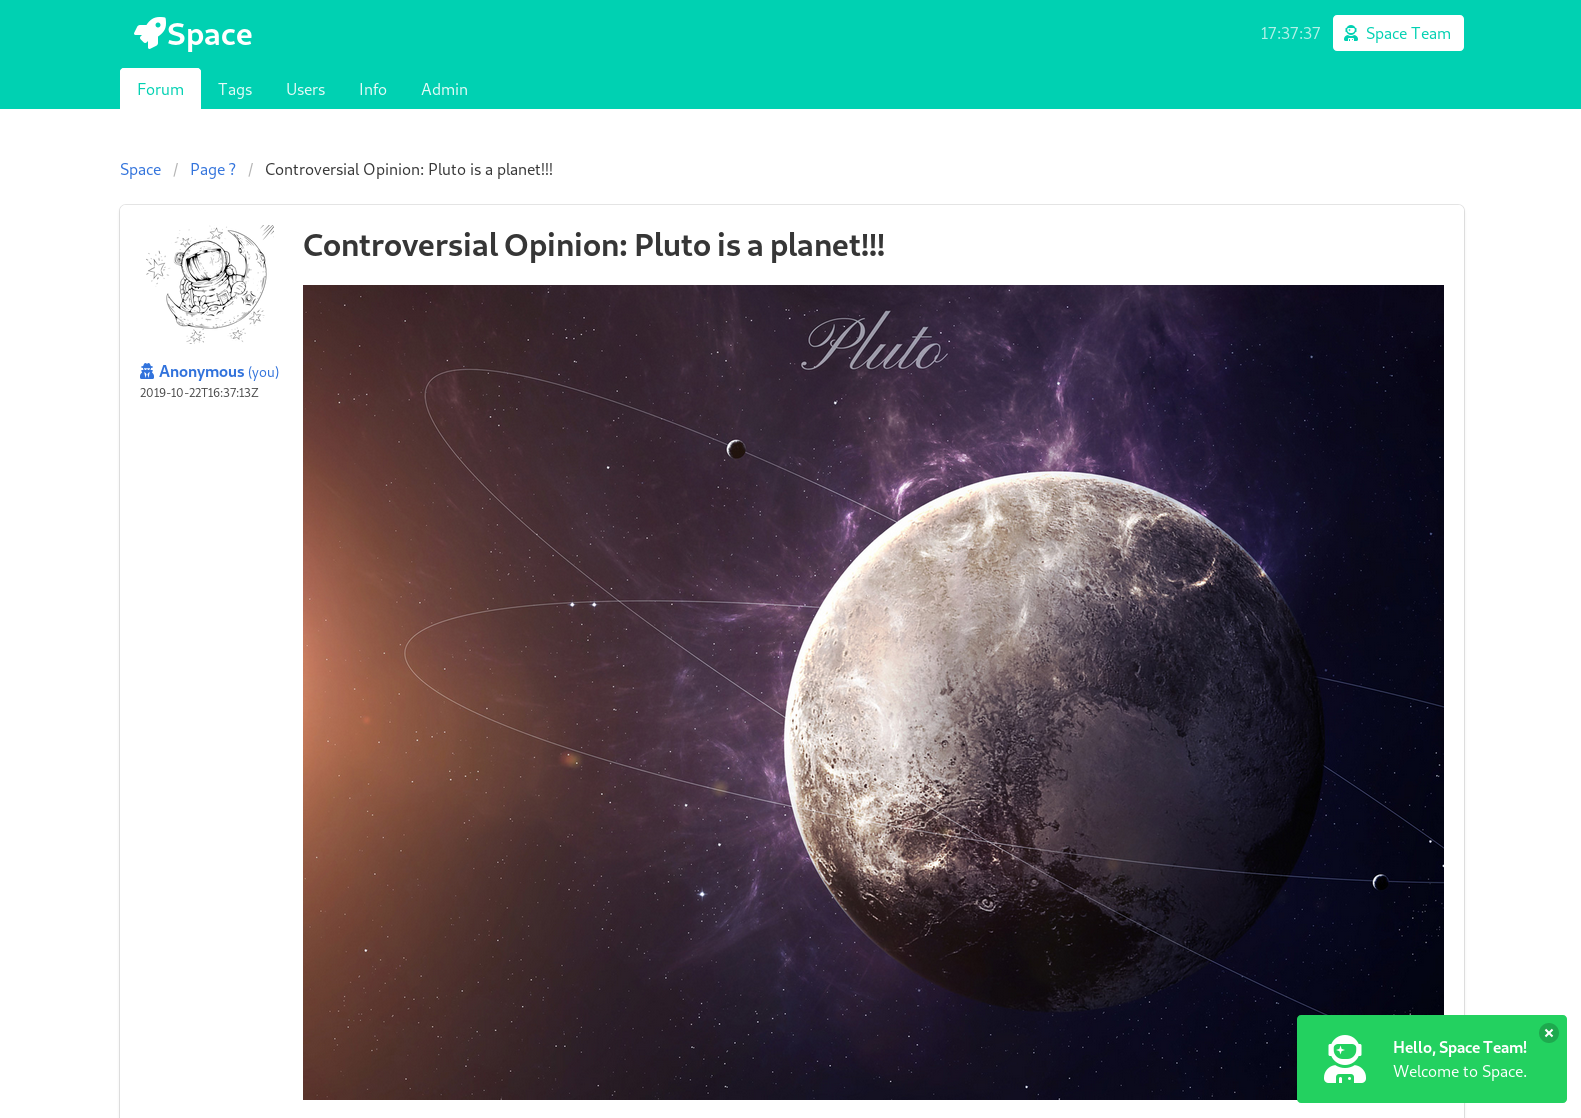 Space
17:37:37
Space Team
Forum Tags Users Info Admin
Space / Page ? / Controversial Opinion: Pluto is a planet!!!
Controversial Opinion: Pluto is a planet!!!
Pluto
Anonymous (you)
2019-10-22T16:37:13Z
Hello, Space Team!
Welcome to Space.